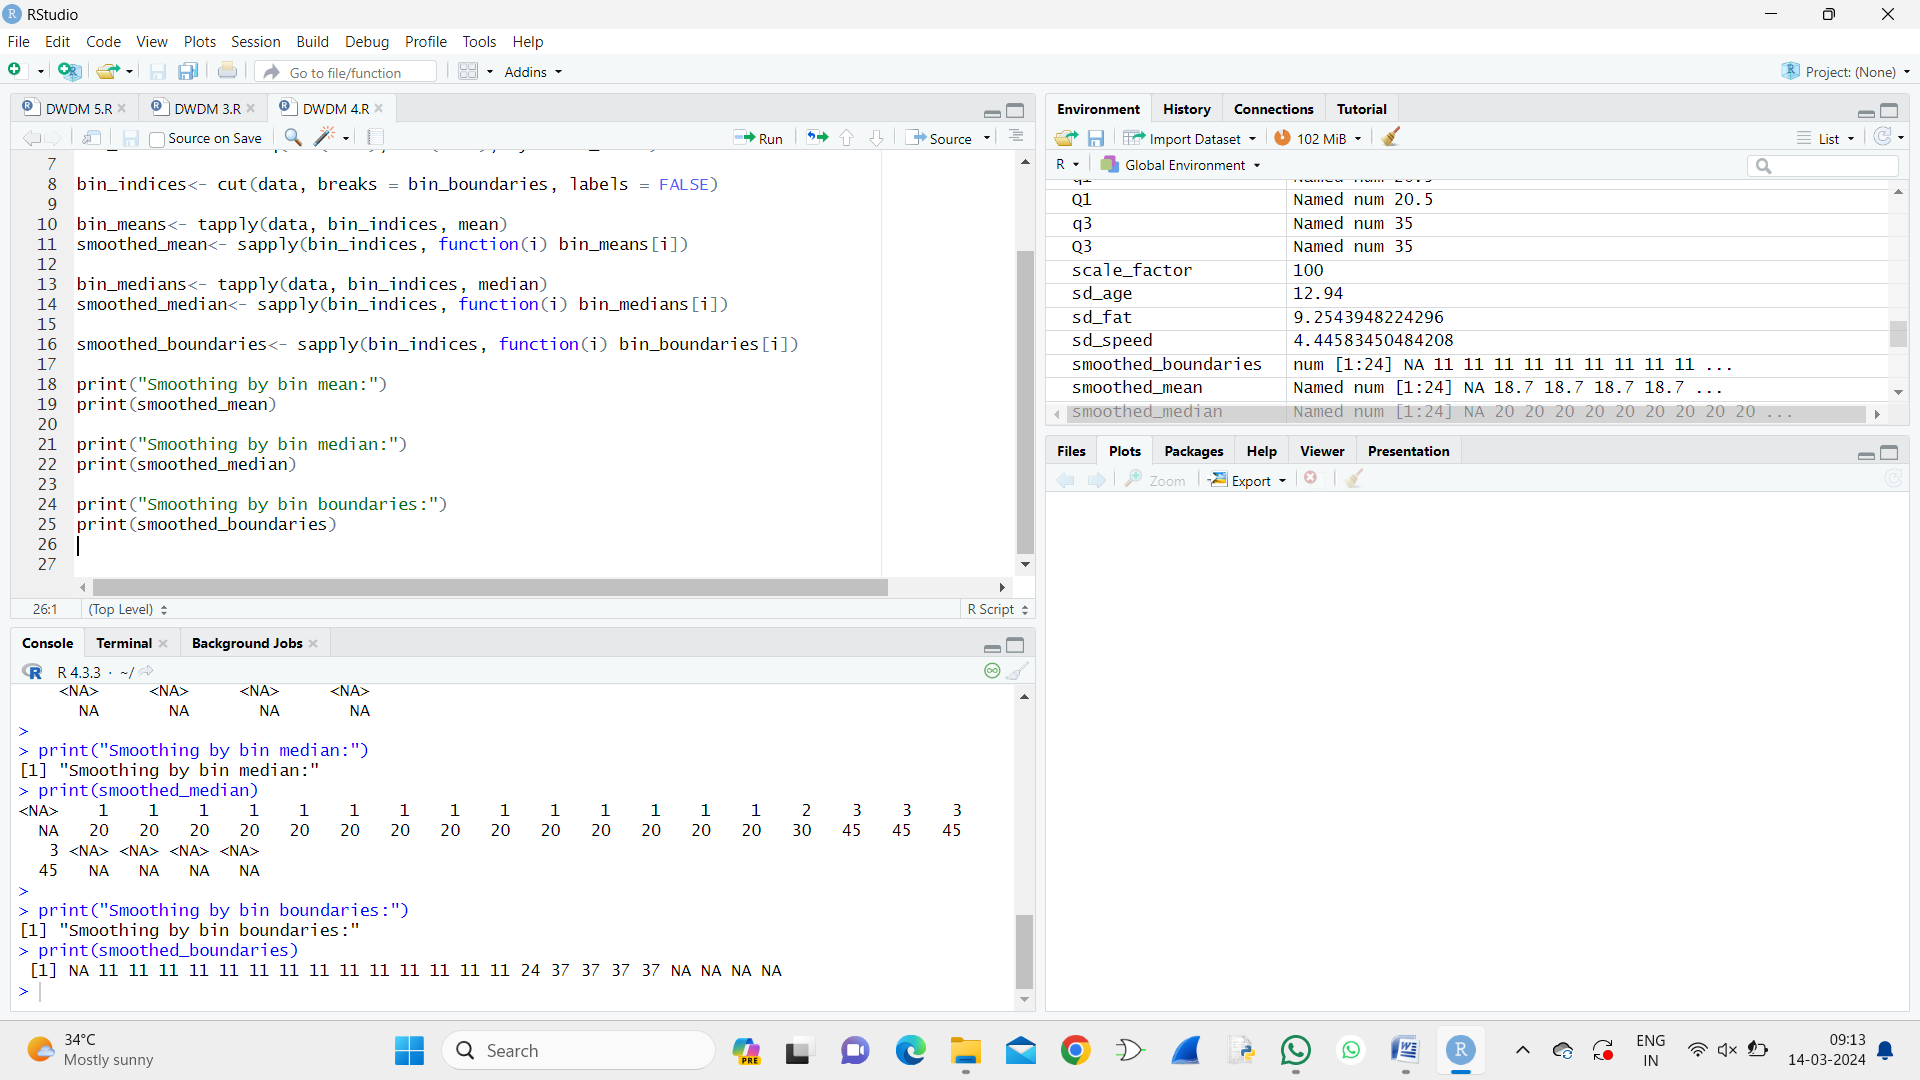 RStudio
File Edit Code View Plots Session Build Debug Profile Tools Help
Go to file/function Addins Project: (None)
DWDM 5.R DWDM 3.R DWDM 4.R
Source on Save Run Source
7
8 bin_indices<- cut(data, breaks = bin_boundaries, labels = FALSE)
9
10 bin_means<- tapply(data, bin_indices, mean)
11 smoothed_mean<- sapply(bin_indices, function(i) bin_means[i])
12
13 bin_medians<- tapply(data, bin_indices, median)
14 smoothed_median<- sapply(bin_indices, function(i) bin_medians[i])
15
16 smoothed_boundaries<- sapply(bin_indices, function(i) bin_boundaries[i])
17
18 print("Smoothing by bin mean:")
19 print(smoothed_mean)
20
21 print("Smoothing by bin median:")
22 print(smoothed_median)
23
24 print("Smoothing by bin boundaries:")
25 print(smoothed_boundaries)
26
27
26:1 (Top Level) R Script
Console Terminal Background Jobs
R 4.3.3 · ~/
<NA> <NA> <NA> <NA>
NA NA NA NA
>
> print("Smoothing by bin median:")
[1] "Smoothing by bin median:"
> print(smoothed_median)
<NA> 1 1 1 1 1 1 1 1 1 1 1 1 1 1 2 3 3 3
NA 20 20 20 20 20 20 20 20 20 20 20 20 20 20 30 45 45 45
3 <NA> <NA> <NA> <NA>
45 NA NA NA NA
>
> print("Smoothing by bin boundaries:")
[1] "Smoothing by bin boundaries:"
> print(smoothed_boundaries)
[1] NA 11 11 11 11 11 11 11 11 11 11 11 11 11 11 24 37 37 37 37 NA NA NA NA
>
Environment History Connections Tutorial
Import Dataset 102 MiB List
R Global Environment
Q1 Named num 20.5
q3 Named num 35
Q3 Named num 35
scale_factor 100
sd_age 12.94
sd_fat 9.2543948224296
sd_speed 4.44583450484208
smoothed_boundaries num [1:24] NA 11 11 11 11 11 11 11 11 11 ...
smoothed_mean Named num [1:24] NA 18.7 18.7 18.7 18.7 ...
smoothed_median Named num [1:24] NA 20 20 20 20 20 20 20 20 20 ...
Files Plots Packages Help Viewer Presentation
Zoom Export
34°C
Mostly sunny
Search
PRE
ENG
IN
09:13
14-03-2024